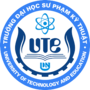 TRƯỜNG ĐẠI HỌC SƯ PHẠM KỸ THUẬT
UTE
UNIVERSITY OF TECHNOLOGY AND EDUCATION